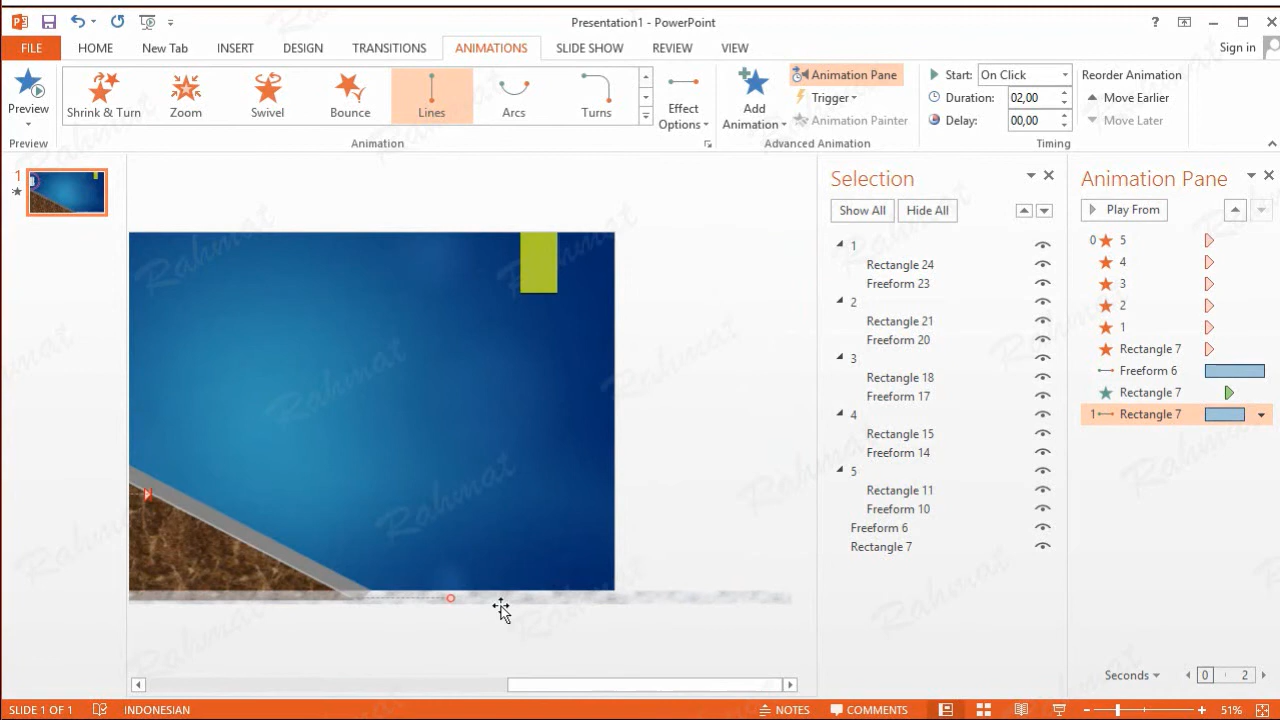 Presentation1 - PowerPoint
FILE HOME New Tab INSERT DESIGN TRANSITIONS ANIMATIONS SLIDE SHOW REVIEW VIEW Sign in
Preview
Shrink & Turn Zoom Swivel Bounce Lines Arcs Turns
Effect Options
Add Animation
Animation Pane
Trigger
Animation Painter
Start: On Click
Duration: 02,00
Delay: 00,00
Reorder Animation
Move Earlier
Move Later
Preview Animation Advanced Animation Timing
1
Selection
Show All Hide All
1
Rectangle 24
Freeform 23
2
Rectangle 21
Freeform 20
3
Rectangle 18
Freeform 17
4
Rectangle 15
Freeform 14
5
Rectangle 11
Freeform 10
Freeform 6
Rectangle 7
Animation Pane
Play From
0 5
4
3
2
1
Rectangle 7
Freeform 6
Rectangle 7
1 Rectangle 7
Seconds 0 2
SLIDE 1 OF 1 INDONESIAN NOTES COMMENTS 51%
Rahmat